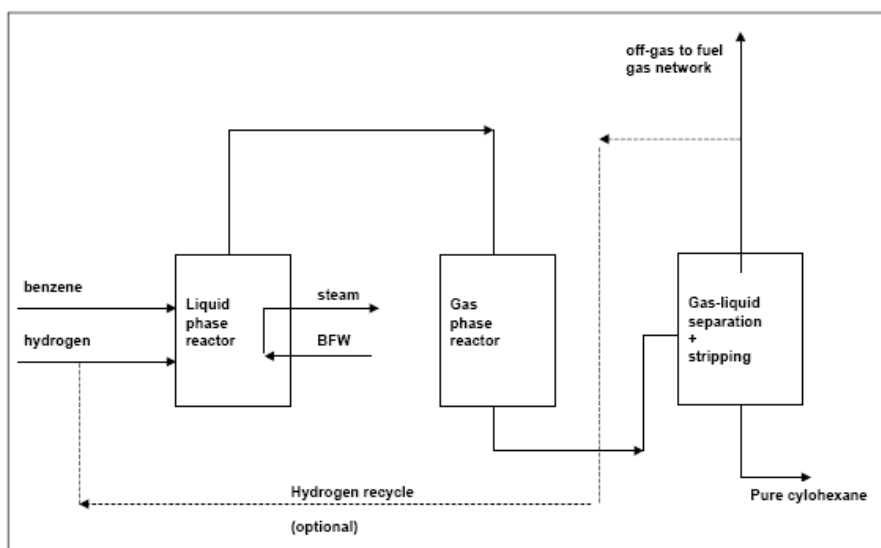 off-gas to fuel
gas network
benzene
hydrogen
Liquid
phase
reactor
steam
BFW
Gas
phase
reactor
Gas-liquid
separation
+
stripping
Hydrogen recycle
(optional)
Pure cylohexane